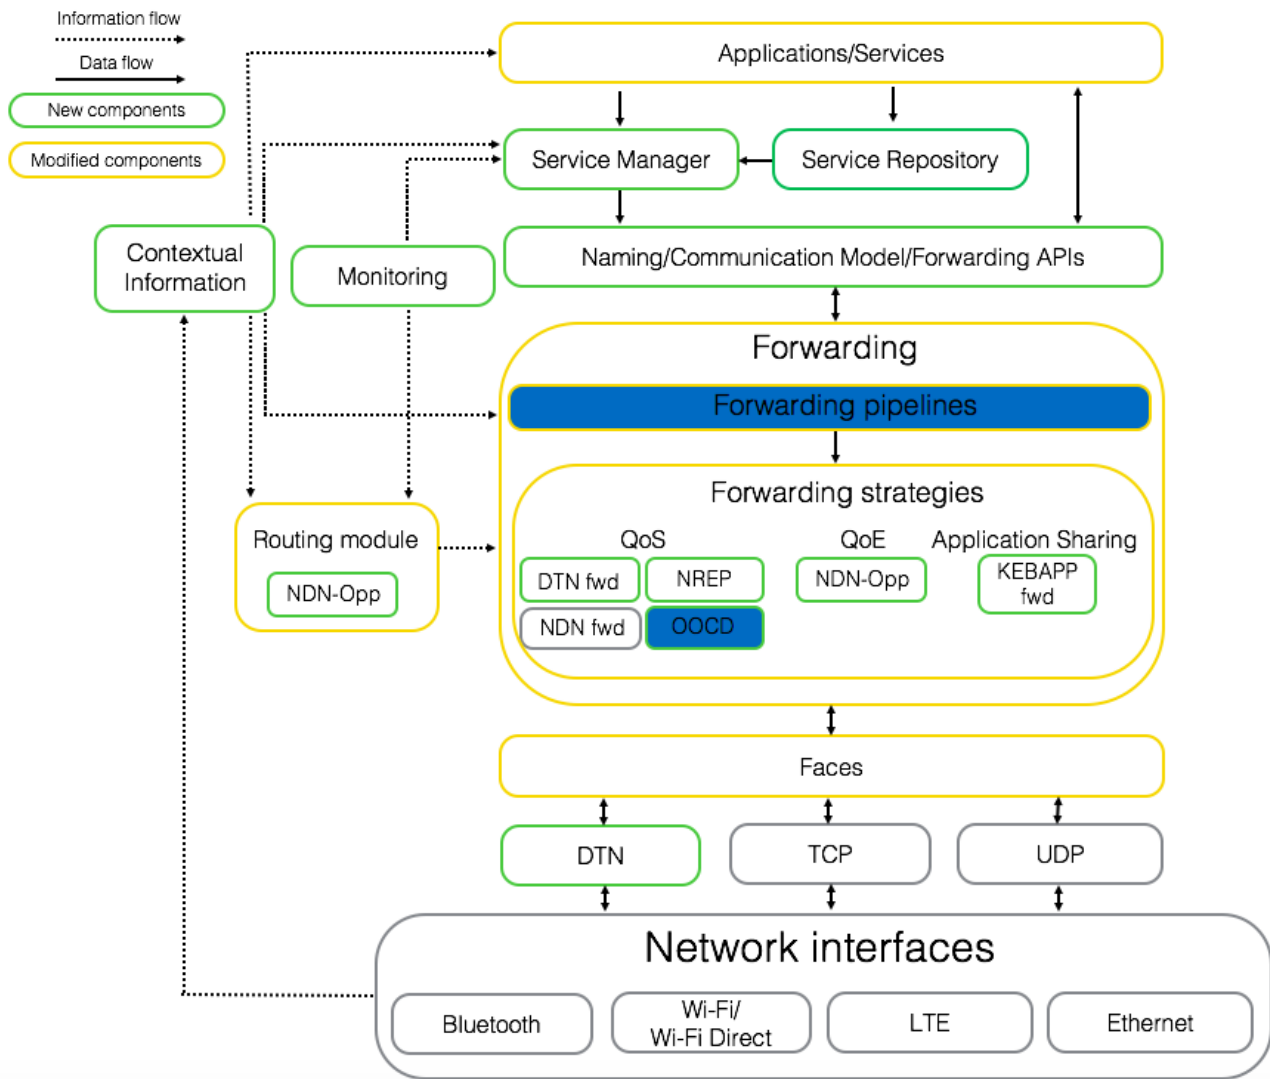 Information flow
Data flow
New components
Modified components
Applications/Services
Service Manager
Service Repository
Contextual
Information
Monitoring
Naming/Communication Model/Forwarding APIs
Forwarding
Forwarding pipelines
Forwarding strategies
QoS
QoE
Application Sharing
DTN fwd
NREP
NDN-Opp
KEBAPP
fwd
NDN fwd
OOCD
Routing module
NDN-Opp
Faces
DTN
TCP
UDP
Network interfaces
Bluetooth
Wi-Fi/
Wi-Fi Direct
LTE
Ethernet